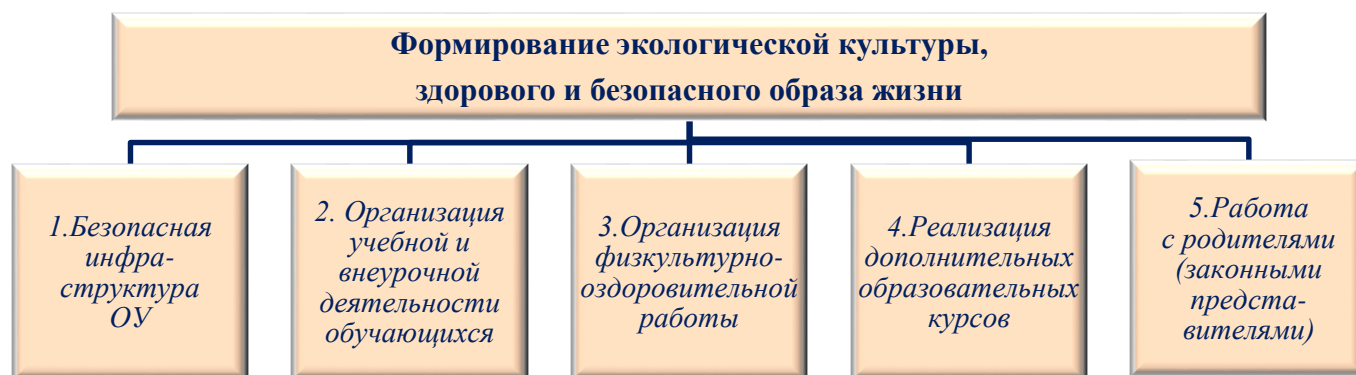 Формирование экологической культуры,
здорового и безопасного образа жизни
1.Безопасная
инфра-
структура
ОУ
2. Организация
учебной и
внеурочной
деятельности
обучающихся
3.Организация
физкультурно-
оздоровительной
работы
4.Реализация
дополнительных
образовательных
курсов
5.Работа
с родителями
(законными
предста-
вителями)